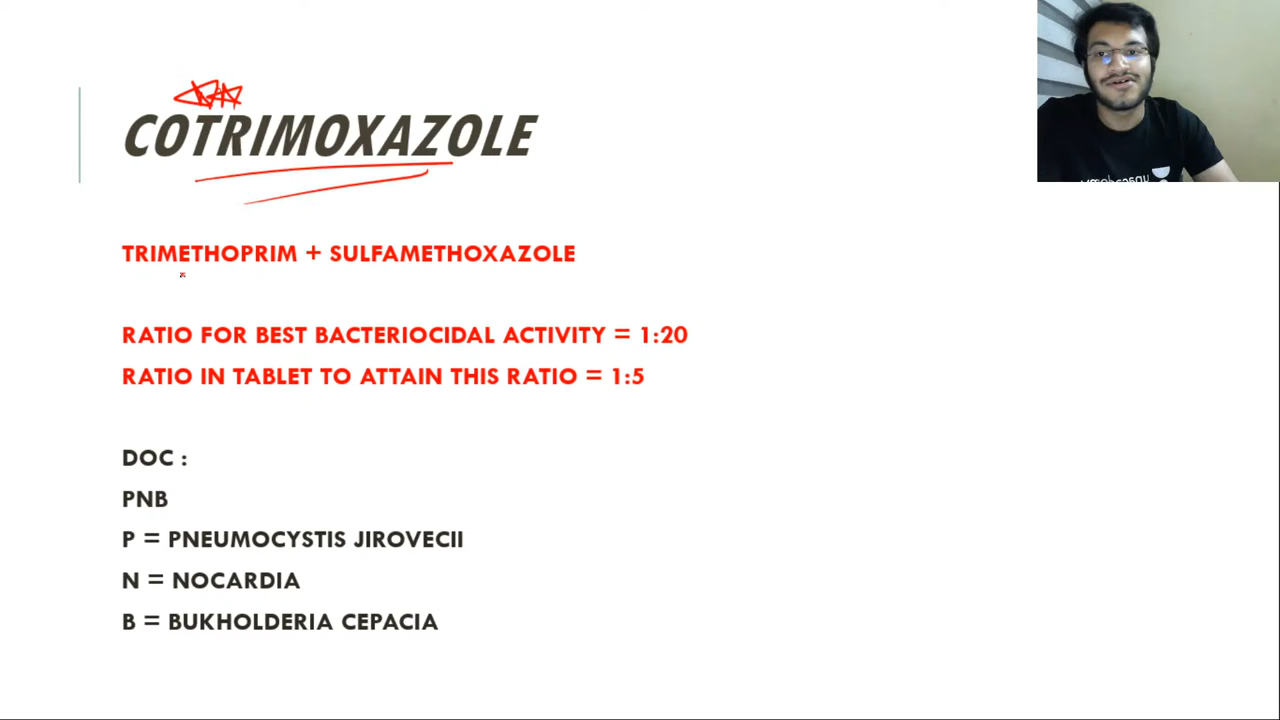 COTRIMOXAZOLE
TRIMETHOPRIM + SULFAMETHOXAZOLE
RATIO FOR BEST BACTERIOCIDAL ACTIVITY = 1:20
RATIO IN TABLET TO ATTAIN THIS RATIO = 1:5
DOC :
PNB
P = PNEUMOCYSTIS JIROVECII
N = NOCARDIA
B = BUKHOLDERIA CEPACIA